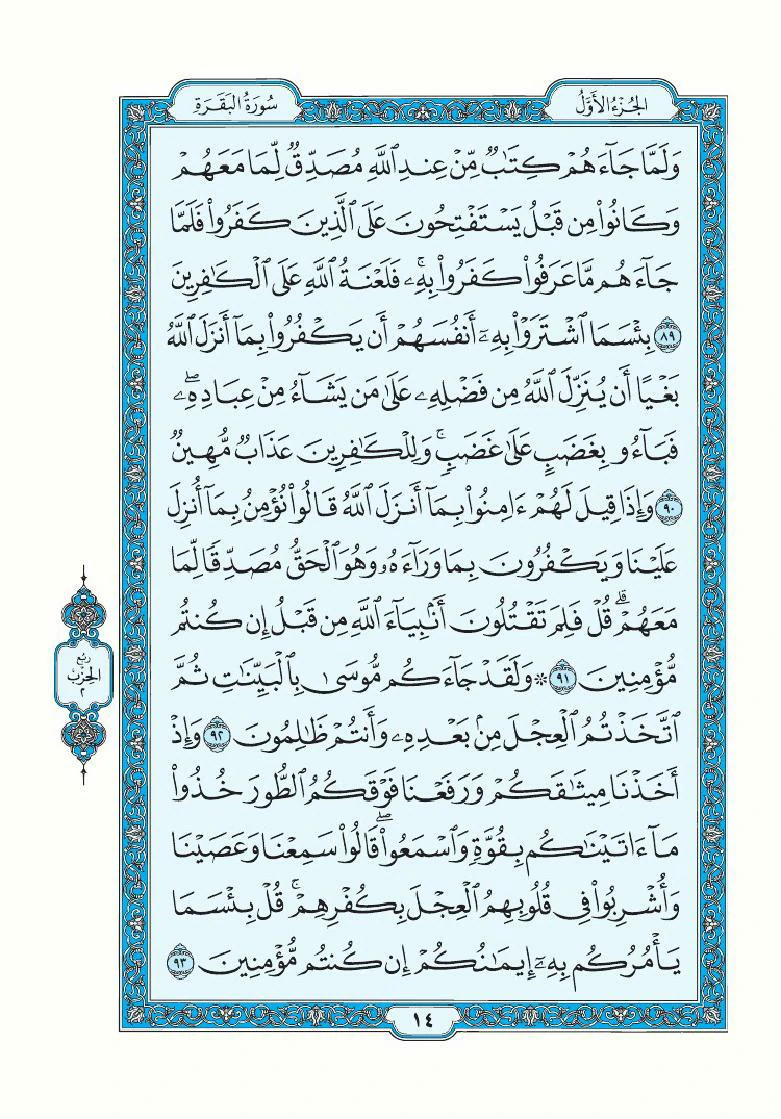 الجُزْءُ الأَوَّلُ
سُورَةُ البَقَرَةِ
وَلَمَّا جَآءَهُمۡ كِتَٰبٞ مِّنۡ عِندِ ٱللَّهِ مُصَدِّقٞ لِّمَا مَعَهُمۡ
وَكَانُواْ مِن قَبۡلُ يَسۡتَفۡتِحُونَ عَلَى ٱلَّذِينَ كَفَرُواْ فَلَمَّا
جَآءَهُم مَّا عَرَفُواْ كَفَرُواْ بِهِۦۚ فَلَعۡنَةُ ٱللَّهِ عَلَى ٱلۡكَٰفِرِينَ
٨٩ بِئۡسَمَا ٱشۡتَرَوۡاْ بِهِۦٓ أَنفُسَهُمۡ أَن يَكۡفُرُواْ بِمَآ أَنزَلَ ٱللَّهُ
بَغۡيًا أَن يُنَزِّلَ ٱللَّهُ مِن فَضۡلِهِۦ عَلَىٰ مَن يَشَآءُ مِنۡ عِبَادِهِۦۖ
فَبَآءُو بِغَضَبٍ عَلَىٰ غَضَبٖۚ وَلِلۡكَٰفِرِينَ عَذَابٞ مُّهِينٞ
٩٠ وَإِذَا قِيلَ لَهُمۡ ءَامِنُواْ بِمَآ أَنزَلَ ٱللَّهُ قَالُواْ نُؤۡمِنُ بِمَآ أُنزِلَ
عَلَيۡنَا وَيَكۡفُرُونَ بِمَا وَرَآءَهُۥ وَهُوَ ٱلۡحَقُّ مُصَدِّقٗا لِّمَا
مَعَهُمۡۗ قُلۡ فَلِمَ تَقۡتُلُونَ أَنۢبِيَآءَ ٱللَّهِ مِن قَبۡلُ إِن كُنتُم
مُّؤۡمِنِينَ ٩١ ۞ وَلَقَدۡ جَآءَكُم مُّوسَىٰ بِٱلۡبَيِّنَٰتِ ثُمَّ
ٱتَّخَذۡتُمُ ٱلۡعِجۡلَ مِنۢ بَعۡدِهِۦ وَأَنتُمۡ ظَٰلِمُونَ ٩٢ وَإِذۡ
أَخَذۡنَا مِيثَٰقَكُمۡ وَرَفَعۡنَا فَوۡقَكُمُ ٱلطُّورَ خُذُواْ
مَآ ءَاتَيۡنَٰكُم بِقُوَّةٖ وَٱسۡمَعُواْۖ قَالُواْ سَمِعۡنَا وَعَصَيۡنَا
وَأُشۡرِبُواْ فِي قُلُوبِهِمُ ٱلۡعِجۡلَ بِكُفۡرِهِمۡۚ قُلۡ بِئۡسَمَا
يَأۡمُرُكُم بِهِۦٓ إِيمَٰنُكُمۡ إِن كُنتُم مُّؤۡمِنِينَ ٩٣
رُبع
الحِزْبِ
٢
١٤